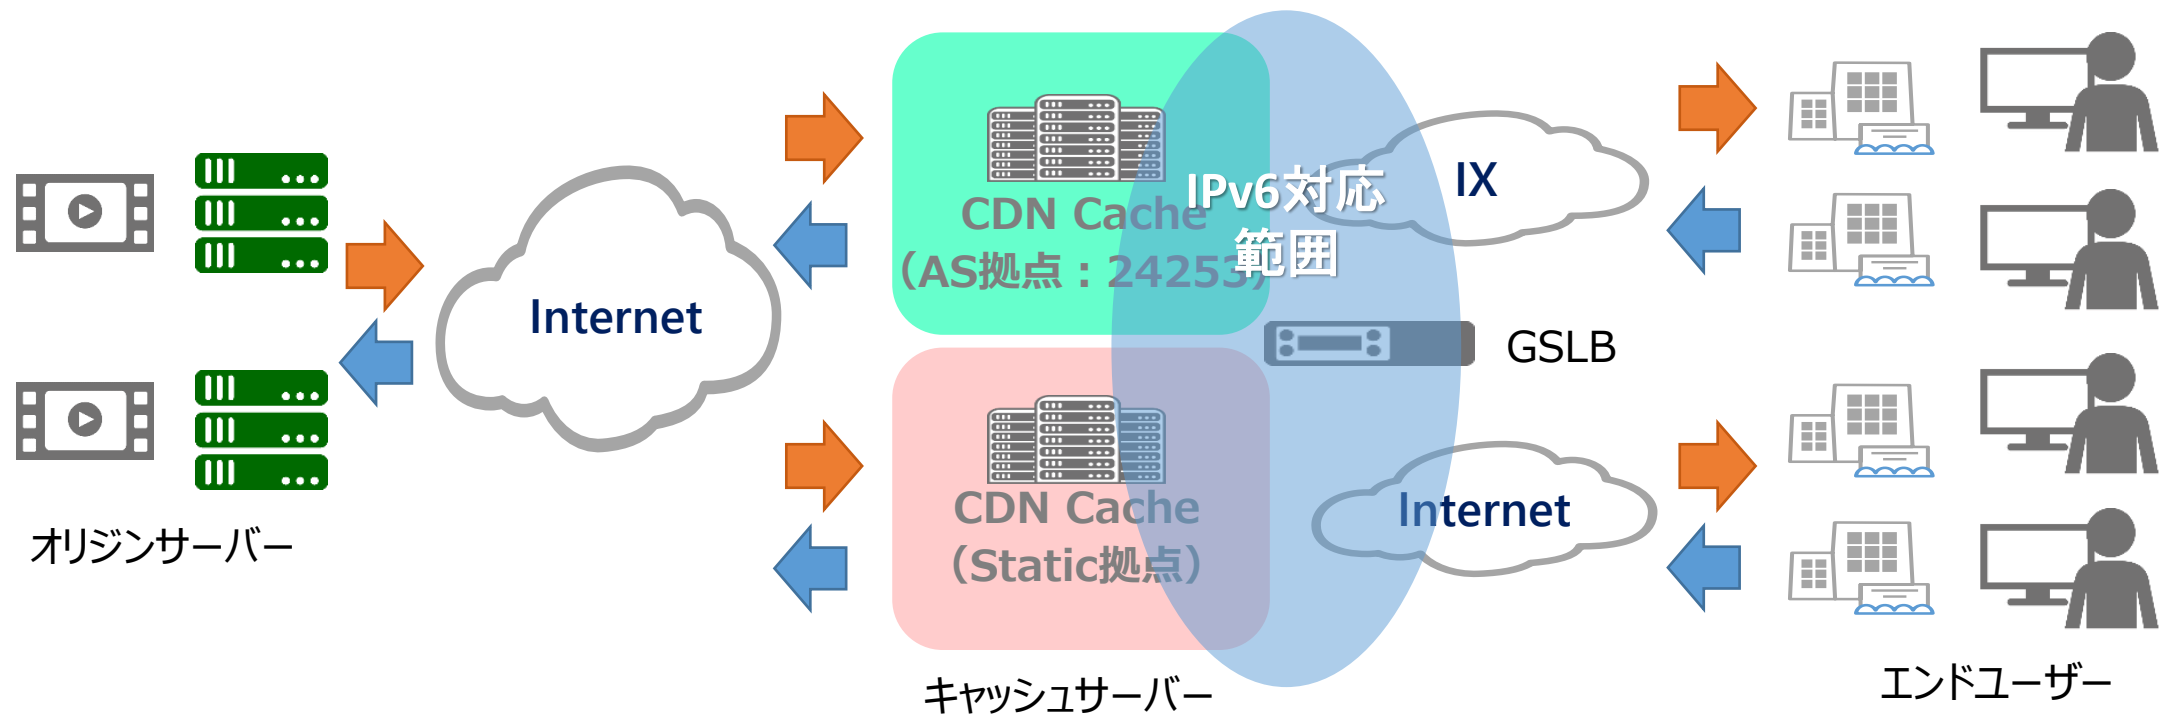 オリジンサーバー
Internet
CDN Cache
（AS拠点：24253）
CDN Cache
（Static拠点）
キャッシュサーバー
IPv6対応
範囲
IX
GSLB
Internet
エンドユーザー